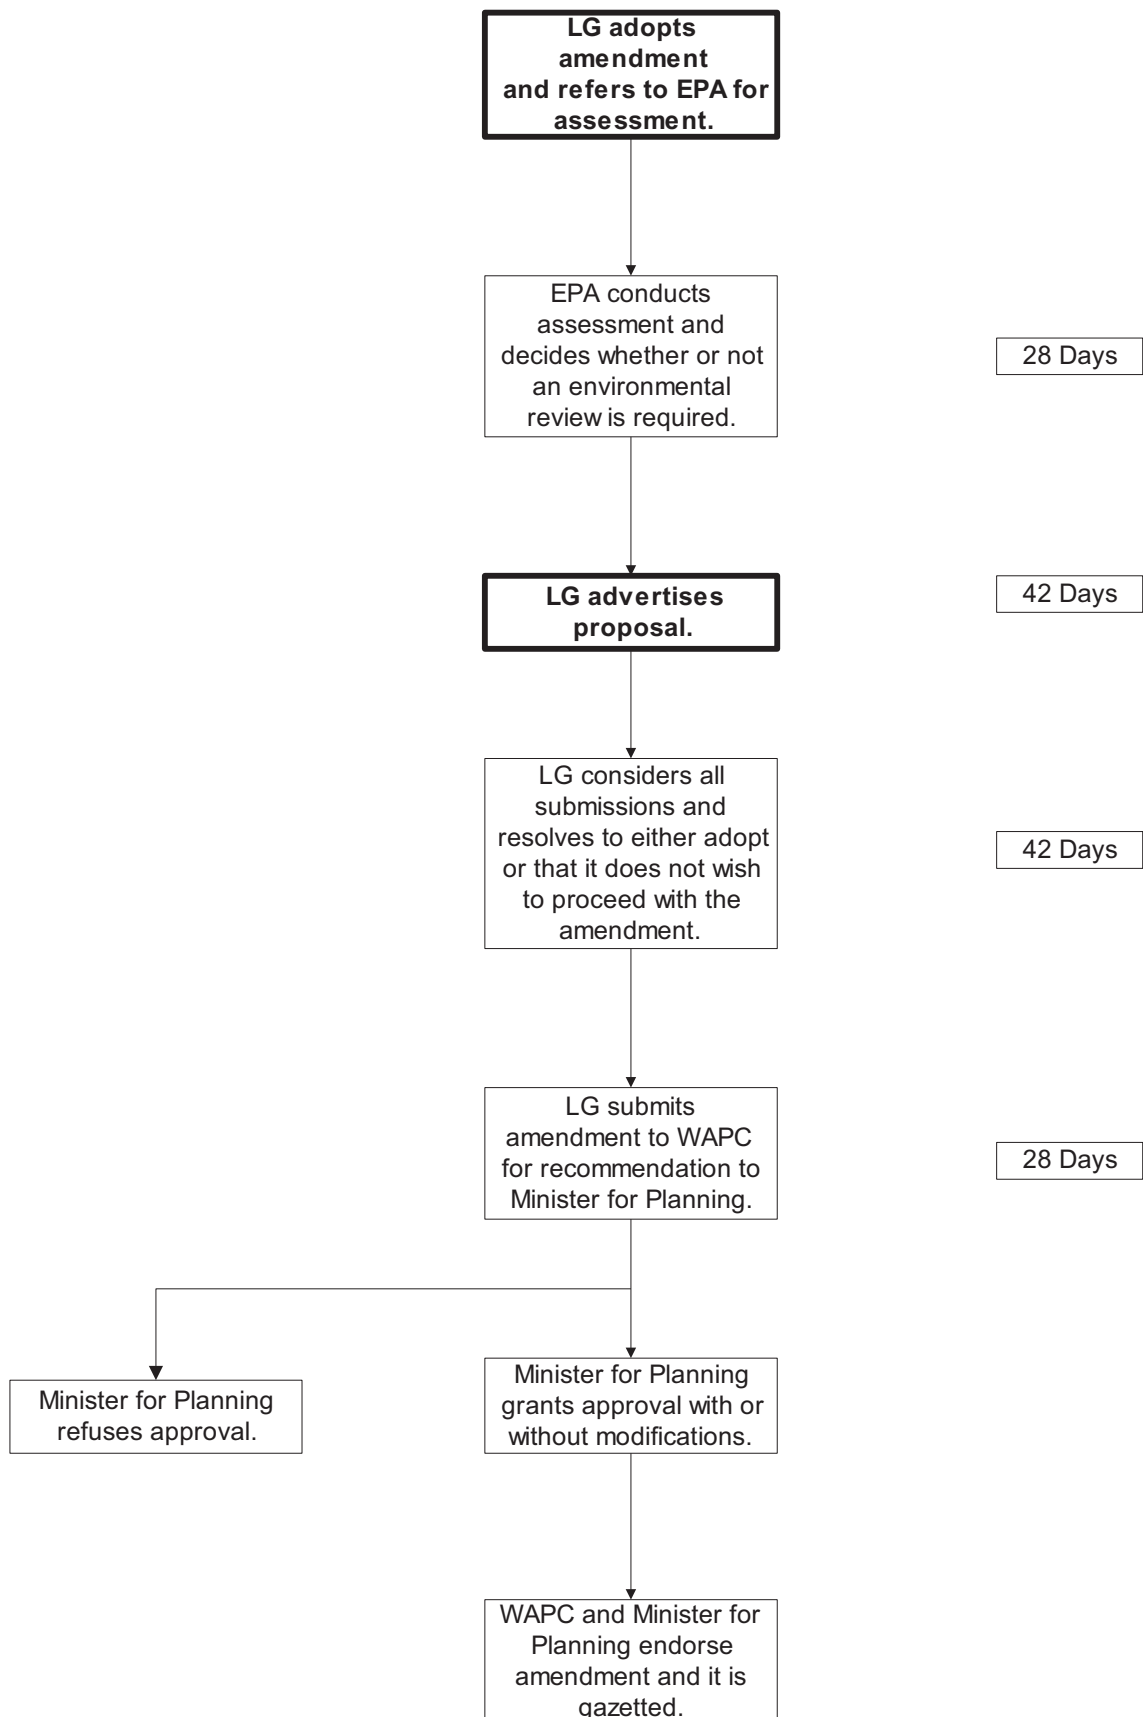 LG adopts
amendment
and refers to EPA for
assessment.
EPA conducts
assessment and
decides whether or not
an environmental
review is required.
28 Days
LG advertises
proposal.
42 Days
LG considers all
submissions and
resolves to either adopt
or that it does not wish
to proceed with the
amendment.
42 Days
LG submits
amendment to WAPC
for recommendation to
Minister for Planning.
28 Days
Minister for Planning
refuses approval.
Minister for Planning
grants approval with or
without modifications.
WAPC and Minister for
Planning endorse
amendment and it is
gazetted.